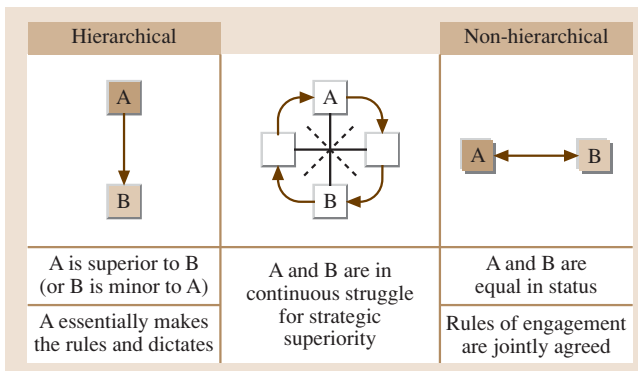 Hierarchical
Non-hierarchical
A
B
A
B
A
B
A is superior to B
(or B is minor to A)
A essentially makes
the rules and dictates
A and B are in
continuous struggle
for strategic
superiority
A and B are
equal in status
Rules of engagement
are jointly agreed